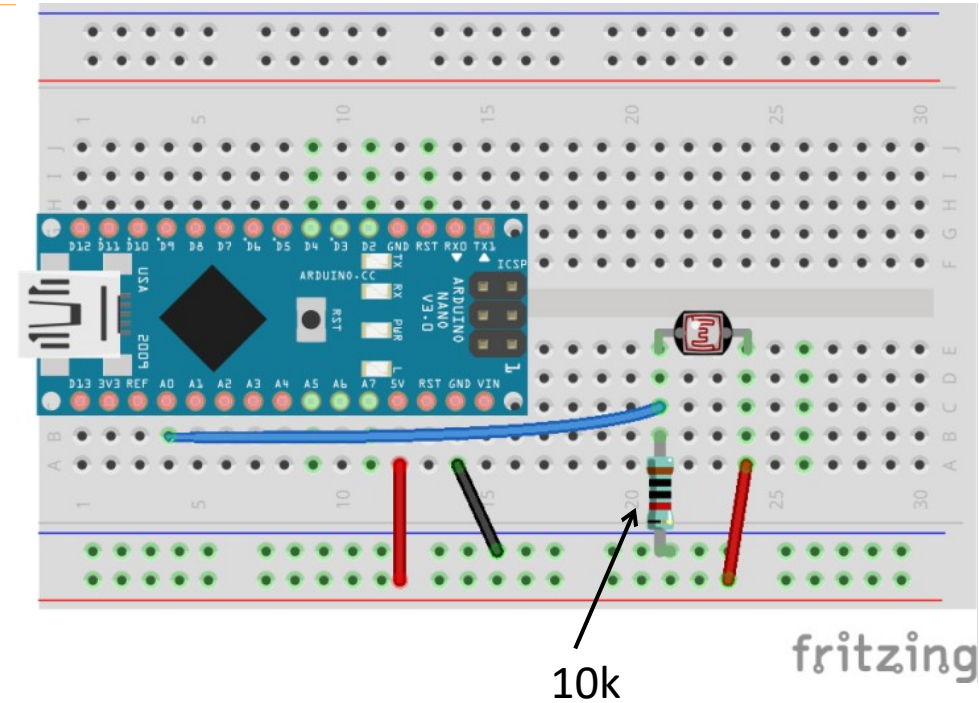 1 5 10 15 20 25 30
J J
I I
H H
G
F
D12 D11 D10 D9 D8 D7 D6 D5 D4 D3 D2 GND RST RX0 TX1
TX
RX
PWR
L
RST
ARDUINO.CC
ARDUINO
NANO
V3.0
ICSP
1
USA
2009
D13 3V3 REF A0 A1 A2 A3 A4 A5 A6 A7 5V RST GND VIN
E
D
C
B B
A A
1 5 10 15 20 25 30
10k
fritzing